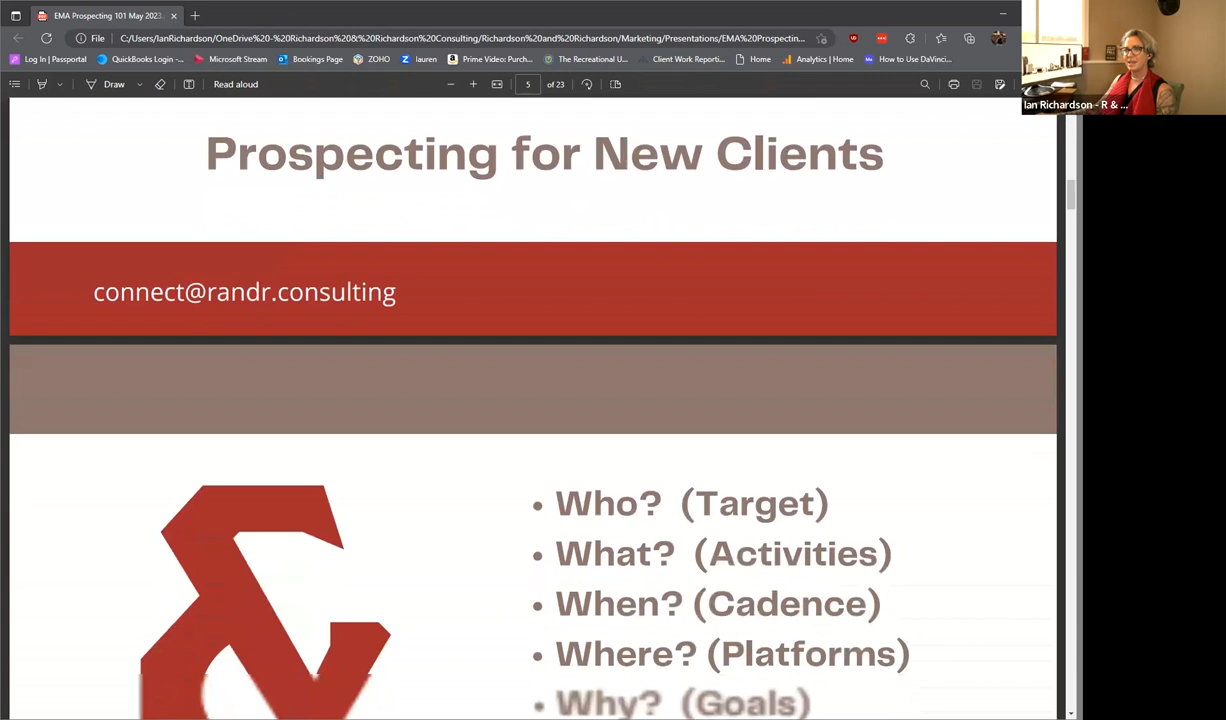 EMA Prospecting 101 May 2023.
File
C:/Users/IanRichardson/OneDrive%20-%20Richardson%20&%20Richardson%20Consulting/Richardson%20and%20Richardson/Marketing/Presentations/EMA%20Prospectin...
Log In | Passportal
QuickBooks Login -...
Microsoft Stream
Bookings Page
ZOHO
lauren
Prime Video: Purch...
The Recreational U...
Client Work Reporti...
Home
Analytics | Home
How to Use DaVinci...
Draw
Read aloud
5 of 23
Ian Richardson - R & ...
Prospecting for New Clients
connect@randr.consulting
&
• Who? (Target)
• What? (Activities)
• When? (Cadence)
• Where? (Platforms)
• Why? (Goals)